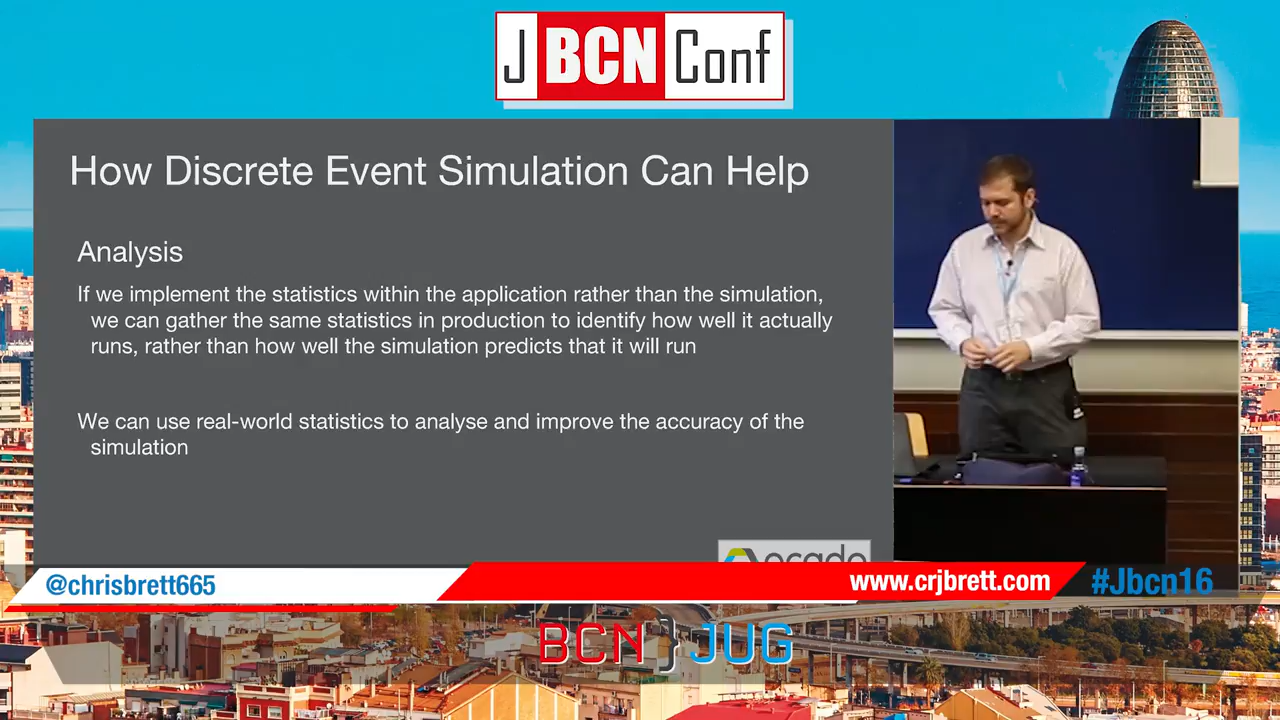 J BCN Conf
How Discrete Event Simulation Can Help
Analysis
If we implement the statistics within the application rather than the simulation,
we can gather the same statistics in production to identify how well it actually
runs, rather than how well the simulation predicts that it will run
We can use real-world statistics to analyse and improve the accuracy of the
simulation
ocado
@chrisbrett665
www.crjbrett.com
#Jbcn16
BCN JUG